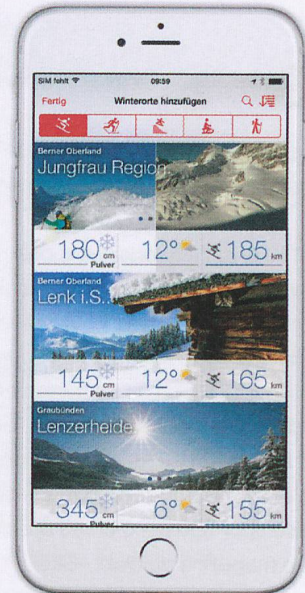 SIM fehlt 09:59
Fertig Winterorte hinzufügen
Berner Oberland
Jungfrau Region
180 cm 12° 185 km
Pulver
Berner Oberland
Lenk i.S.
145 cm 12° 165 km
Pulver
Graubünden
Lenzerheide
345 cm 6° 155 km
Pulver